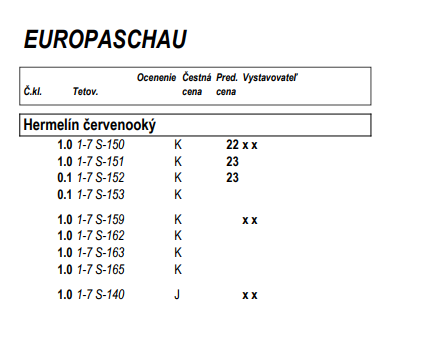 EUROPASCHAU
Ocenenie Čestná Pred. Vystavovateľ
Č.kl. Tetov. cena cena
Hermelín červenooký
1.0 1-7 S-150 K 22 x x
1.0 1-7 S-151 K 23
0.1 1-7 S-152 K 23
0.1 1-7 S-153 K
1.0 1-7 S-159 K x x
1.0 1-7 S-162 K
1.0 1-7 S-163 K
1.0 1-7 S-165 K
1.0 1-7 S-140 J x x